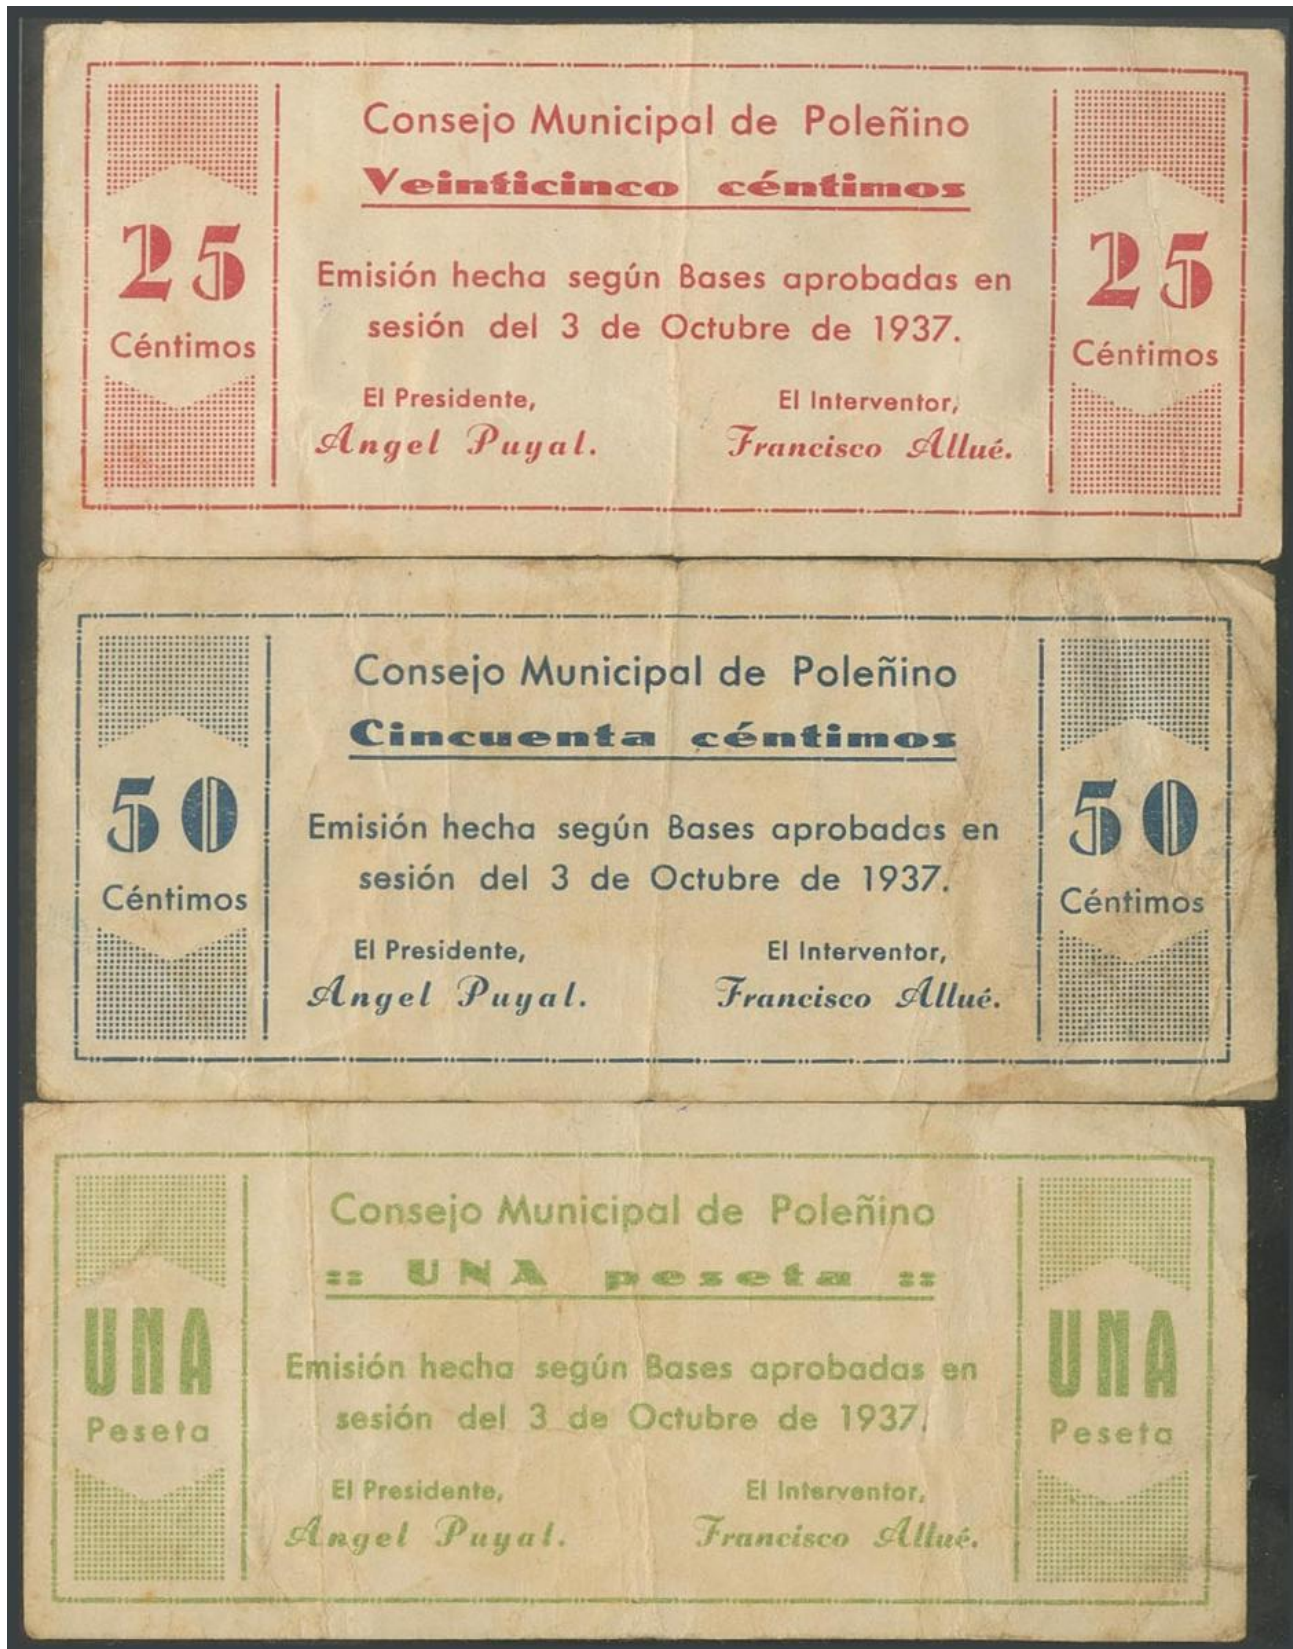 Consejo Municipal de Poleñino
Veinticinco céntimos
25
Céntimos
Emisión hecha según Bases aprobadas en
sesión del 3 de Octubre de 1937.
El Presidente,
Angel Puyal.
El Interventor,
Francisco Allué.
25
Céntimos
Consejo Municipal de Poleñino
Cincuenta céntimos
50
Céntimos
Emisión hecha según Bases aprobadas en
sesión del 3 de Octubre de 1937.
El Presidente,
Angel Puyal.
El Interventor,
Francisco Allué.
50
Céntimos
Consejo Municipal de Poleñino
:: UNA peseta ::
UNA
Peseta
Emisión hecha según Bases aprobadas en
sesión del 3 de Octubre de 1937.
El Presidente,
Angel Puyal.
El Interventor,
Francisco Allué.
UNA
Peseta